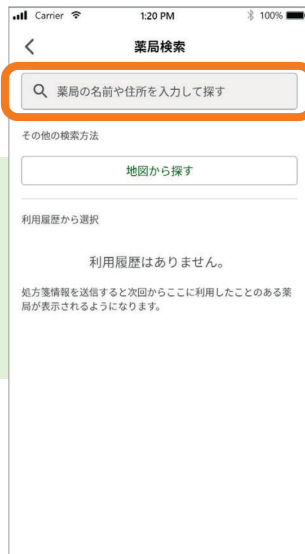 Carrier 1:20 PM 100%
薬局検索
薬局の名前や住所を入力して探す
その他の検索方法
地図から探す
利用履歴から選択
利用履歴はありません。
処方箋情報を送信すると次回からここに利用したことのある薬
局が表示されるようになります。